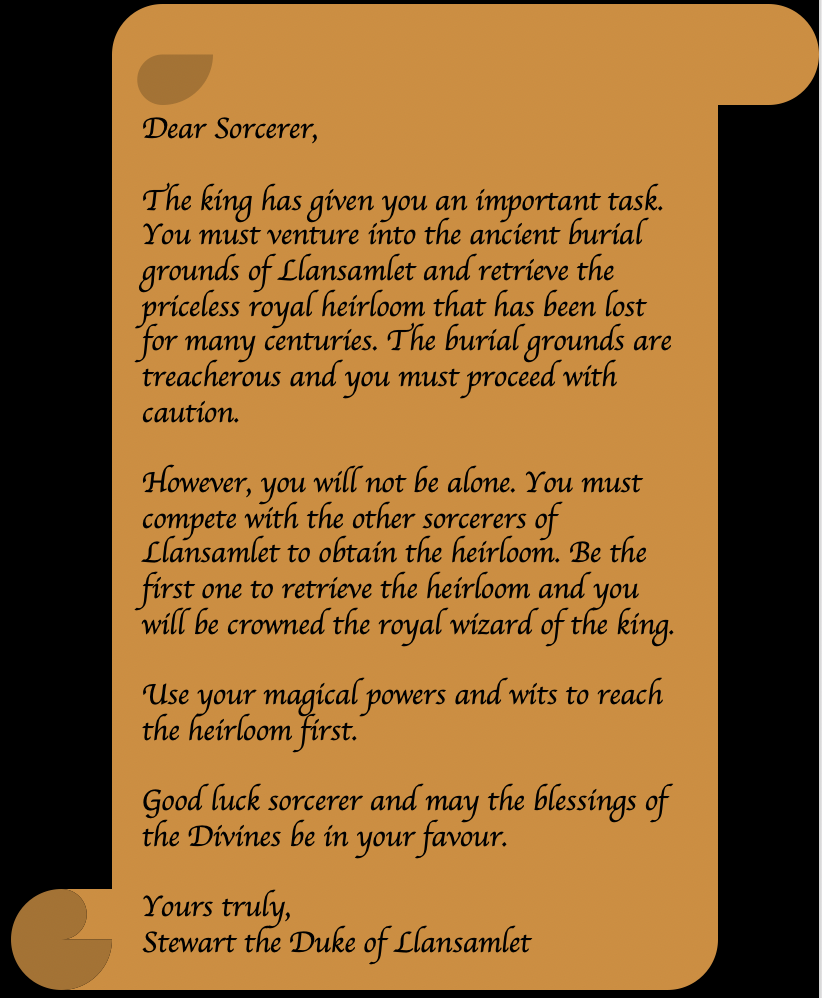 Dear Sorcerer,
The king has given you an important task.
You must venture into the ancient burial
grounds of Llansamlet and retrieve the
priceless royal heirloom that has been lost
for many centuries. The burial grounds are
treacherous and you must proceed with
caution.
However, you will not be alone. You must
compete with the other sorcerers of
Llansamlet to obtain the heirloom. Be the
first one to retrieve the heirloom and you
will be crowned the royal wizard of the king.
Use your magical powers and wits to reach
the heirloom first.
Good luck sorcerer and may the blessings of
the Divines be in your favour.
Yours truly,
Stewart the Duke of Llansamlet